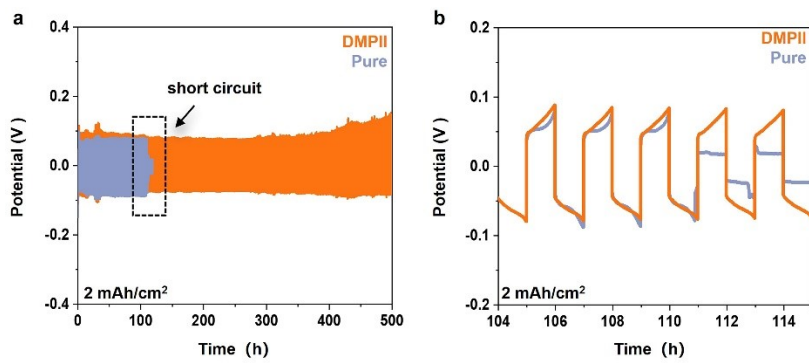 a
DMPII
Pure
short circuit
2 mAh/cm²
Potential (V)
0.4
0.2
0.0
-0.2
-0.4
0
100
200
300
400
500
Time (h)
b
DMPII
Pure
2 mAh/cm²
Potential (V)
0.2
0.1
0.0
-0.1
-0.2
104
106
108
110
112
114
Time (h)